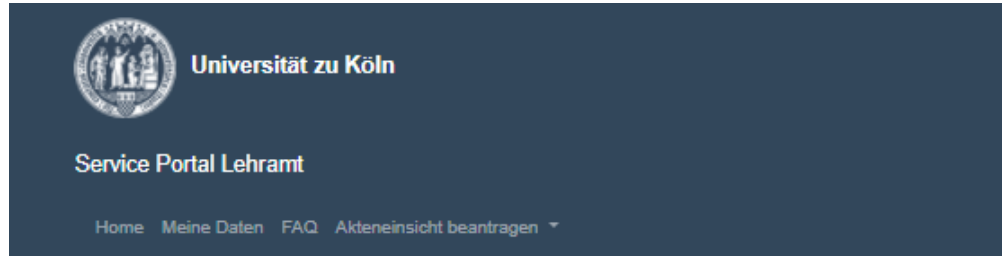 Universität zu Köln
Service Portal Lehramt
Home Meine Daten FAQ Akteneinsicht beantragen